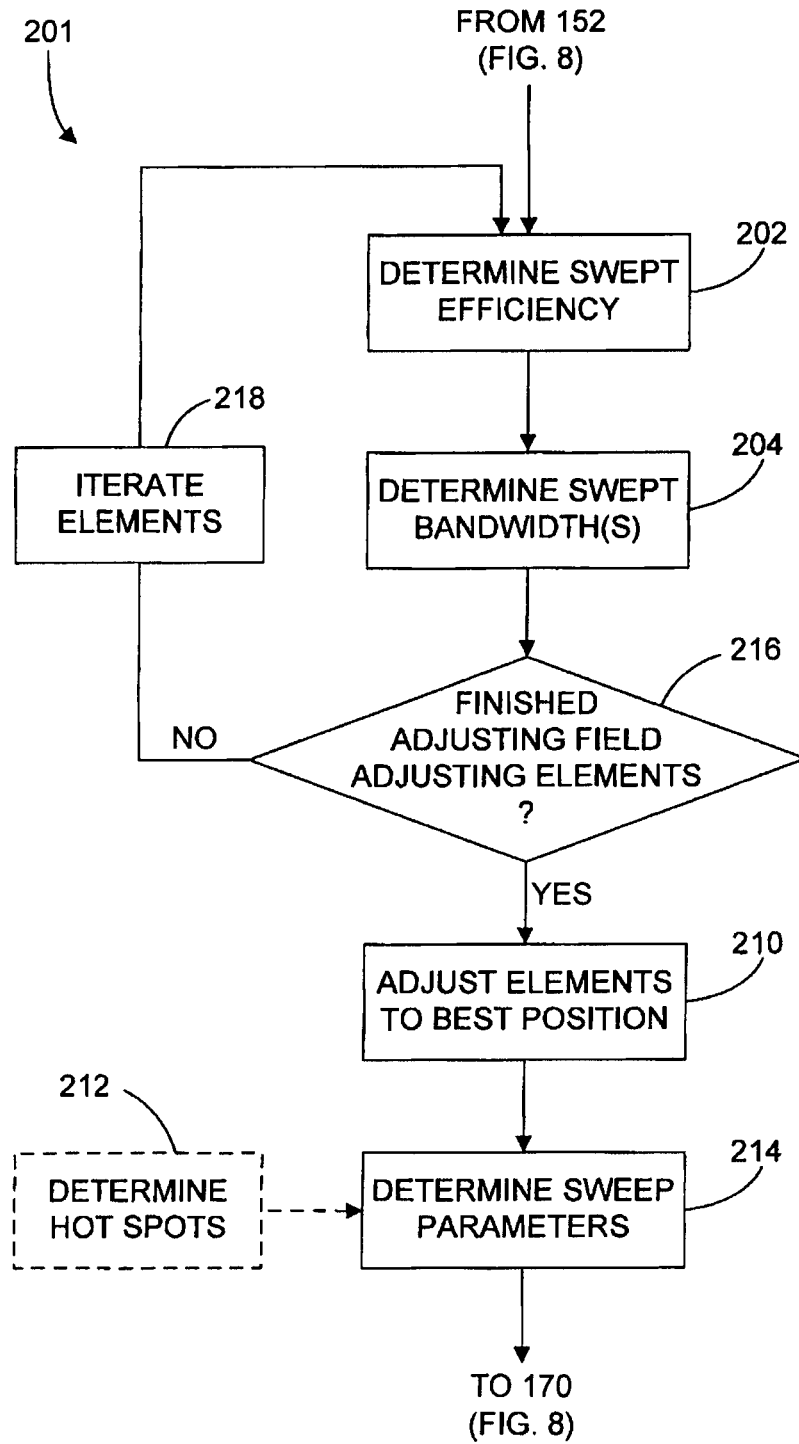 201
FROM 152
(FIG. 8)
202
DETERMINE SWEPT
EFFICIENCY
218
ITERATE
ELEMENTS
204
DETERMINE SWEPT
BANDWIDTH(S)
216
FINISHED
ADJUSTING FIELD
ADJUSTING ELEMENTS
?
NO
YES
210
ADJUST ELEMENTS
TO BEST POSITION
212
DETERMINE
HOT SPOTS
214
DETERMINE SWEEP
PARAMETERS
TO 170
(FIG. 8)